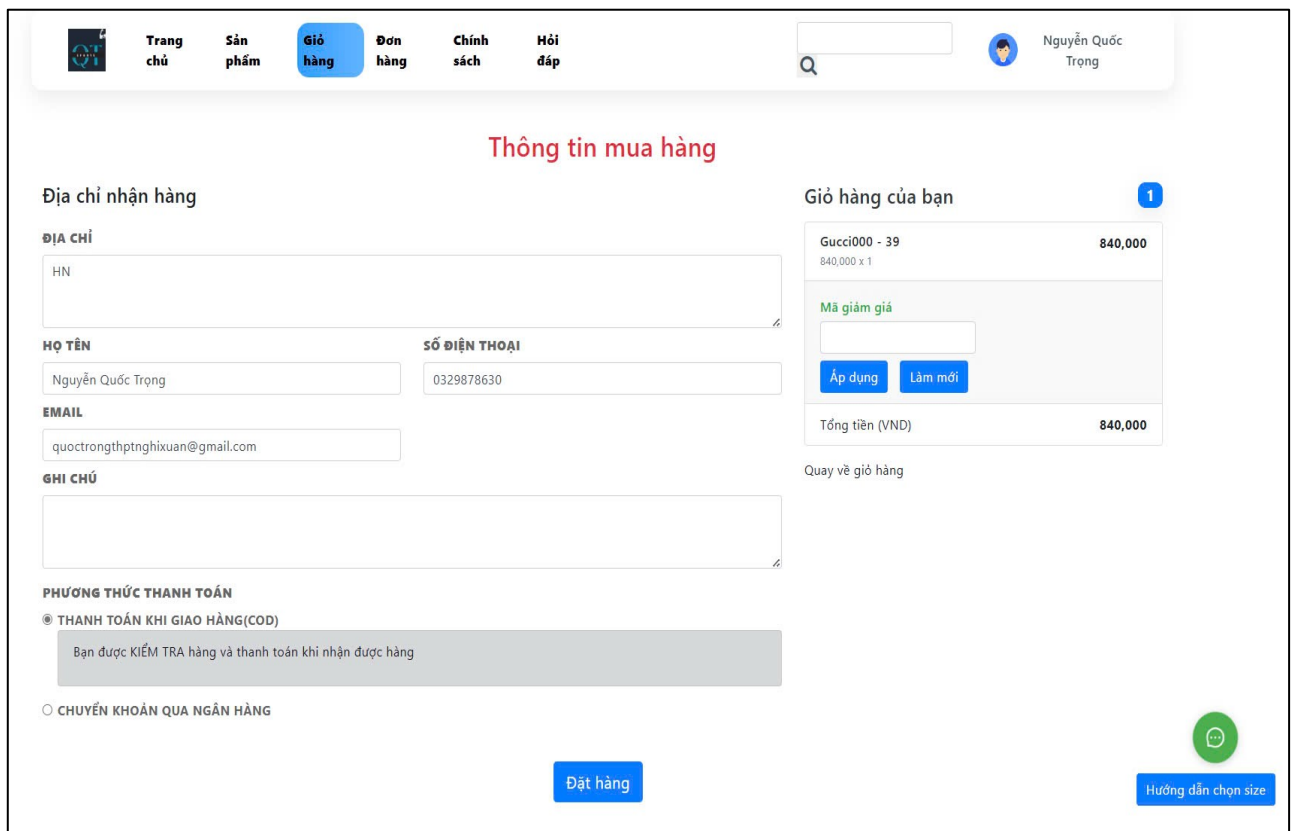 QT
Trang chủ
Sản phẩm
Giỏ hàng
Đơn hàng
Chính sách
Hỏi đáp
Nguyễn Quốc Trọng
Thông tin mua hàng
Địa chỉ nhận hàng
ĐỊA CHỈ
HN
HỌ TÊN
SỐ ĐIỆN THOẠI
Nguyễn Quốc Trọng
0329878630
EMAIL
quoctrongthptnghixuan@gmail.com
GHI CHÚ
PHƯƠNG THỨC THANH TOÁN
THANH TOÁN KHI GIAO HÀNG(COD)
Bạn được KIỂM TRA hàng và thanh toán khi nhận được hàng
CHUYỂN KHOẢN QUA NGÂN HÀNG
Đặt hàng
Giỏ hàng của bạn
1
Gucci000 - 39
840,000
840,000 x 1
Mã giảm giá
Áp dụng
Làm mới
Tổng tiền (VND)
840,000
Quay về giỏ hàng
Hướng dẫn chọn size